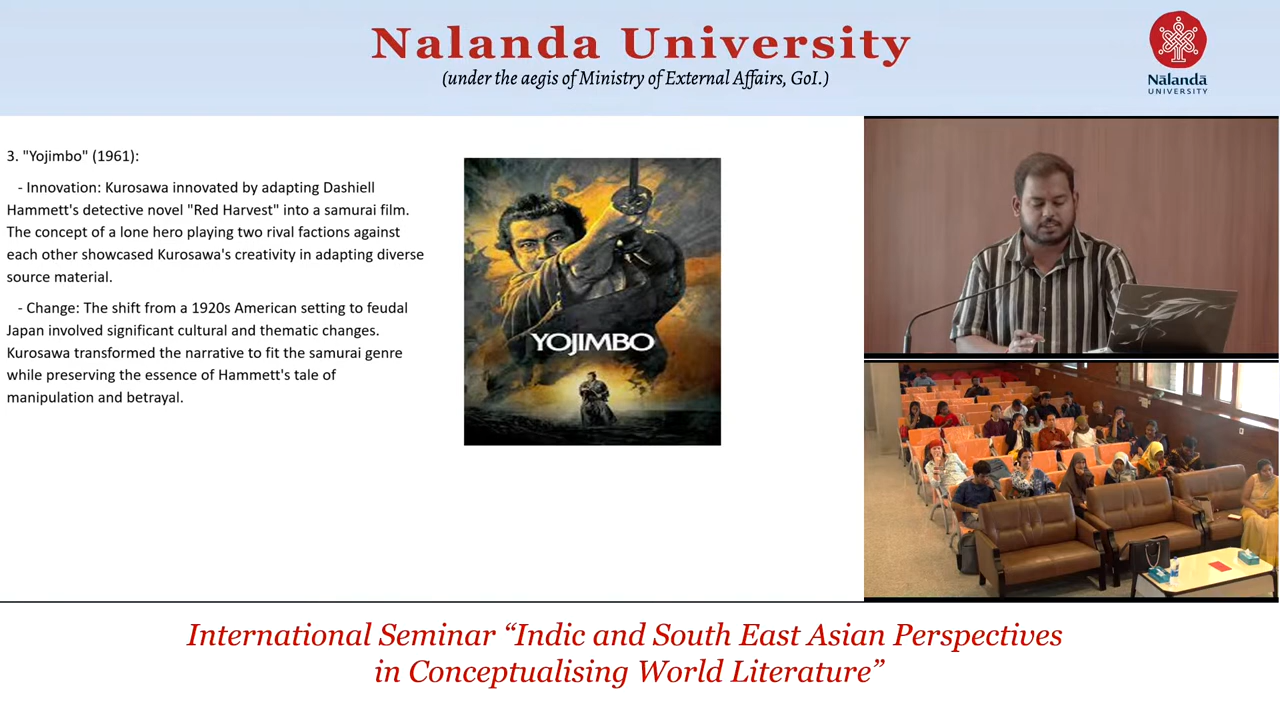 Nalanda University
(under the aegis of Ministry of External Affairs, GoI.)
Nālandā
UNIVERSITY
3. "Yojimbo" (1961):
- Innovation: Kurosawa innovated by adapting Dashiell
Hammett's detective novel "Red Harvest" into a samurai film.
The concept of a lone hero playing two rival factions against
each other showcased Kurosawa's creativity in adapting diverse
source material.
- Change: The shift from a 1920s American setting to feudal
Japan involved significant cultural and thematic changes.
Kurosawa transformed the narrative to fit the samurai genre
while preserving the essence of Hammett's tale of
manipulation and betrayal.
YOJIMBO
International Seminar “Indic and South East Asian Perspectives
in Conceptualising World Literature”